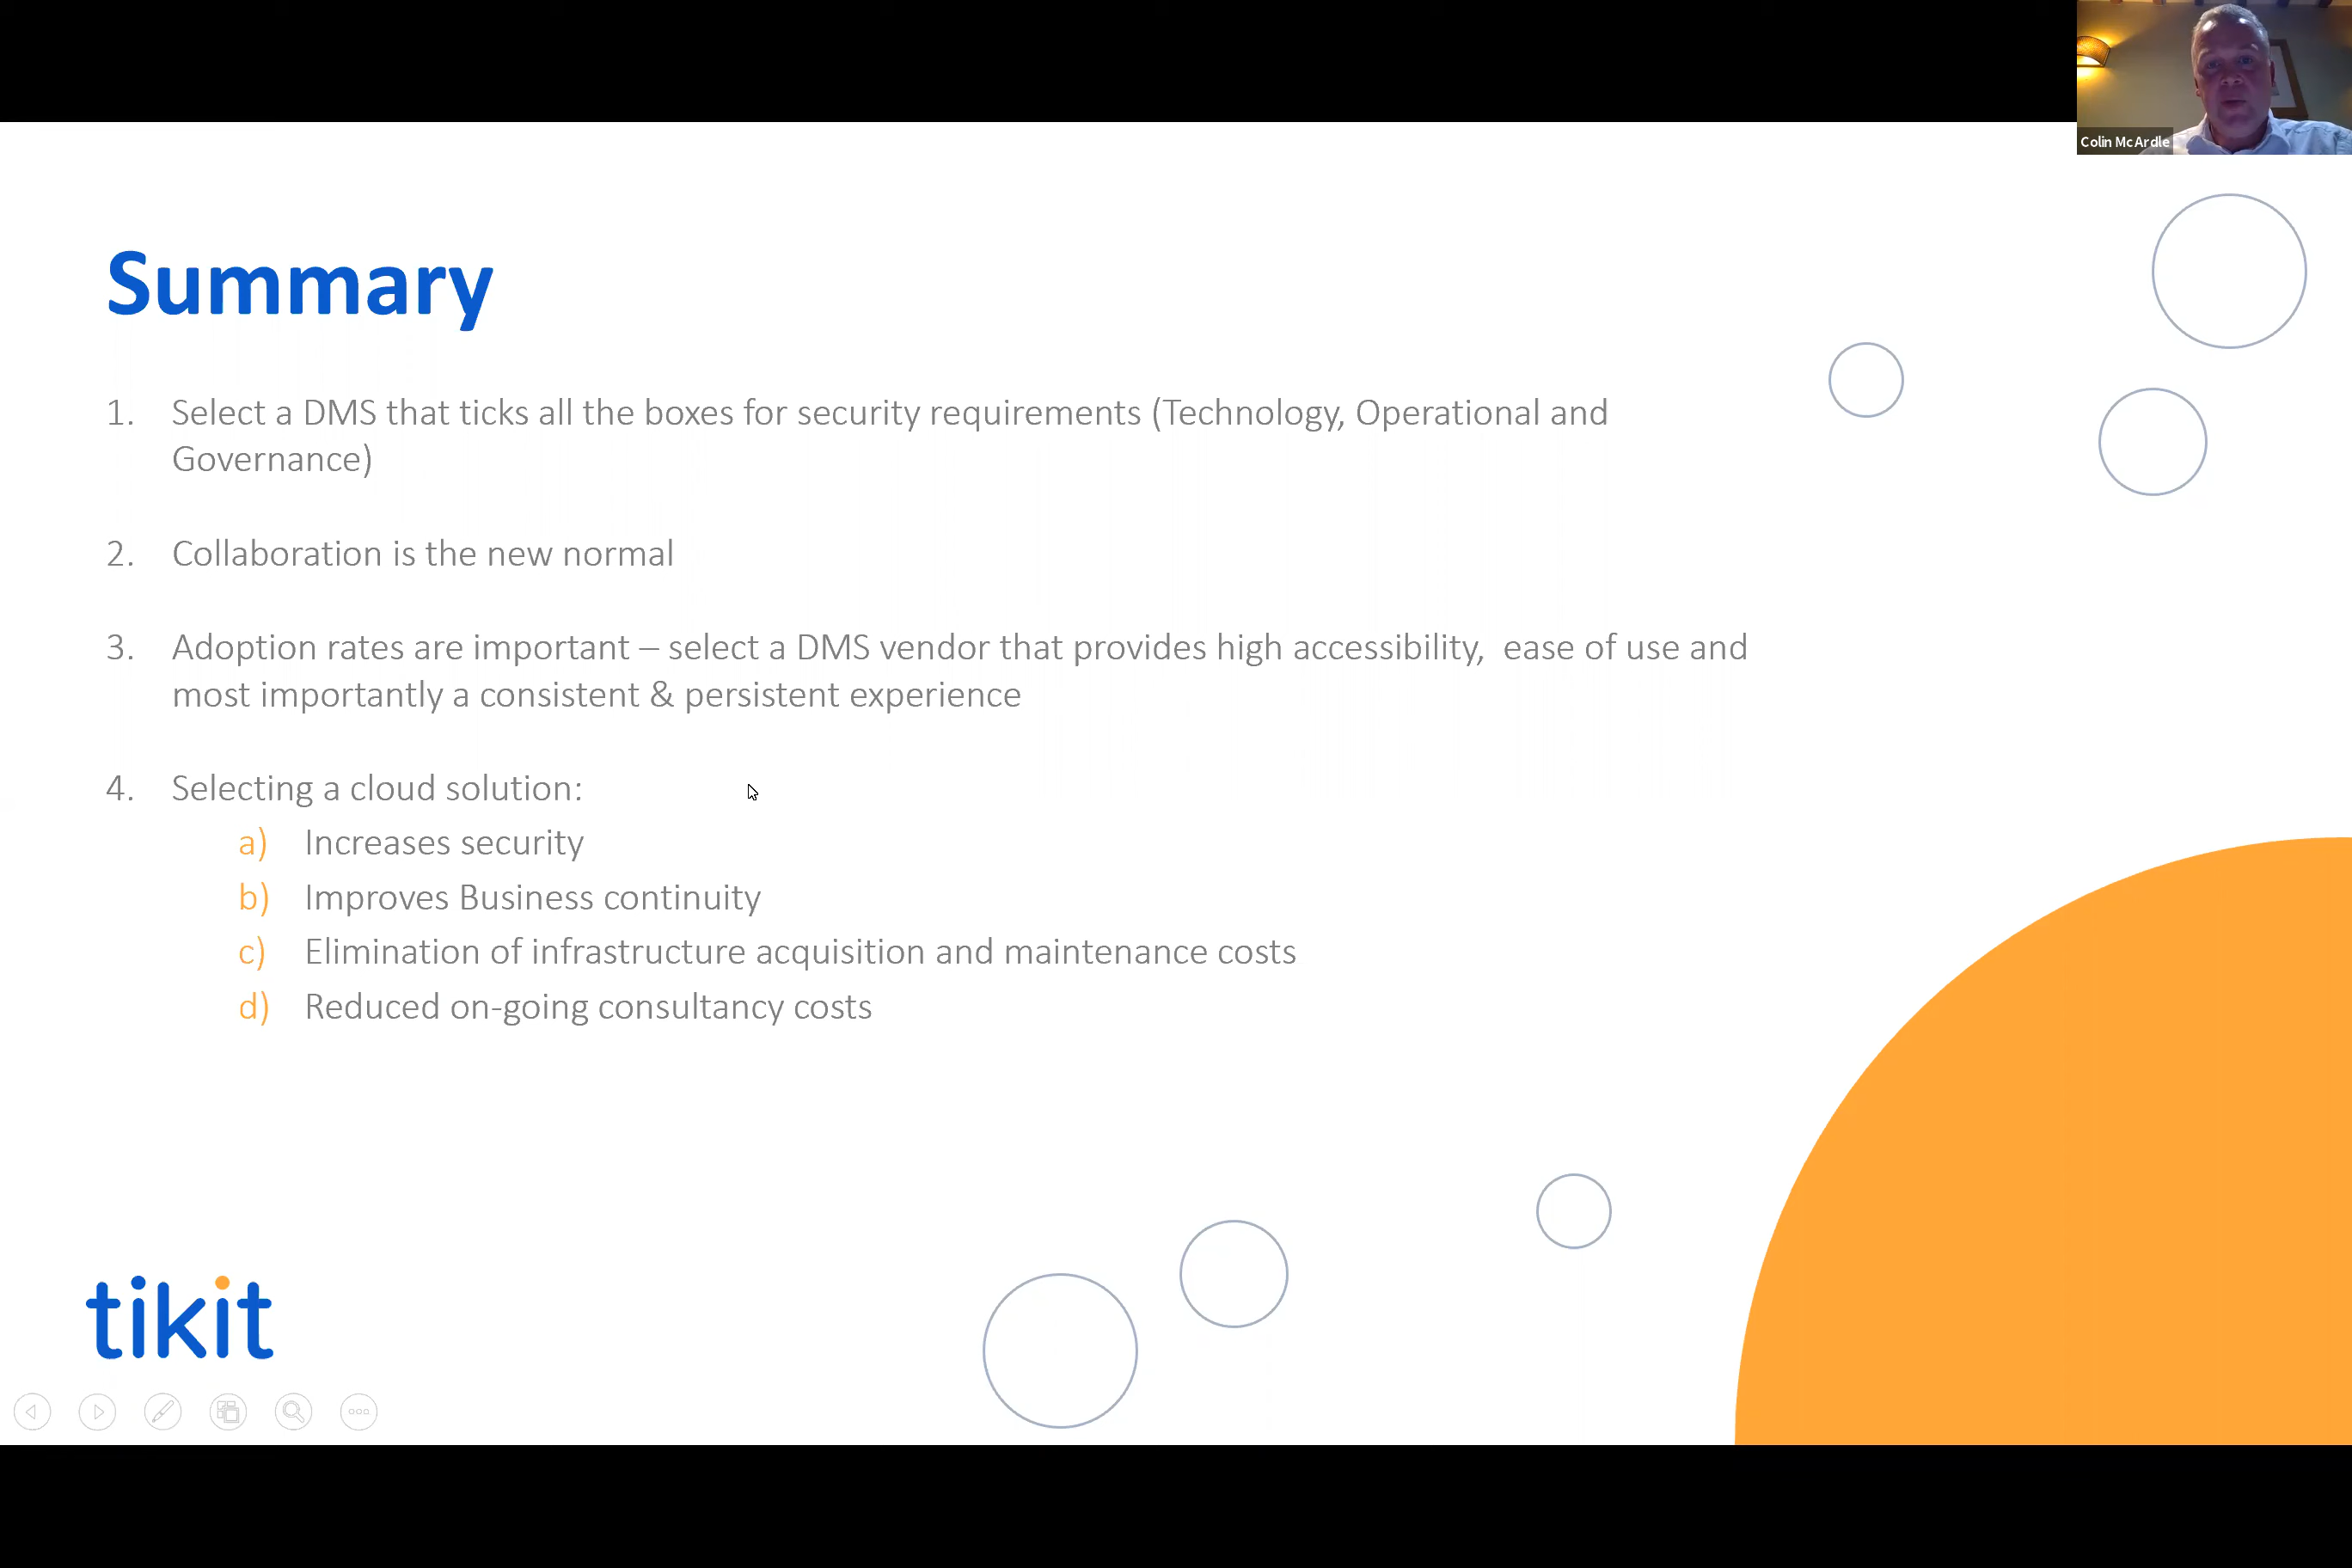 Colin McArdle
Summary
1. Select a DMS that ticks all the boxes for security requirements (Technology, Operational and
Governance)
2. Collaboration is the new normal
3. Adoption rates are important – select a DMS vendor that provides high accessibility,  ease of use and
most importantly a consistent & persistent experience
4. Selecting a cloud solution:
a) Increases security
b) Improves Business continuity
c) Elimination of infrastructure acquisition and maintenance costs
d) Reduced on-going consultancy costs
tikit